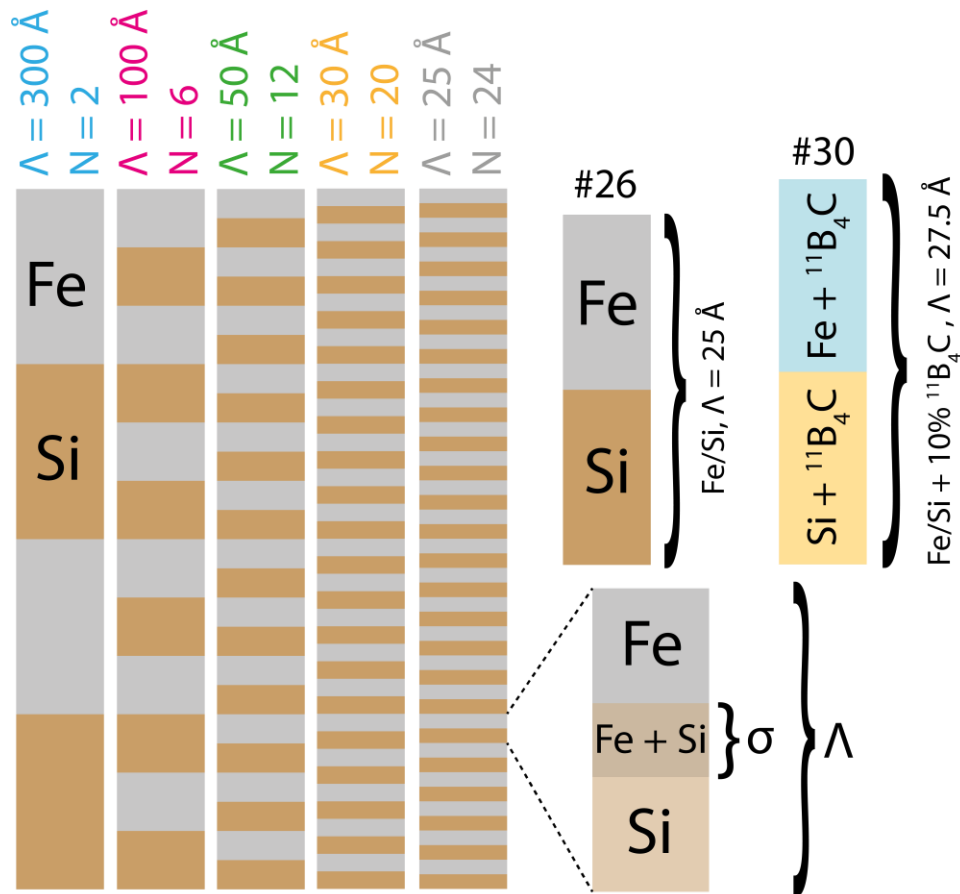 Λ = 300 Å
N = 2
Λ = 100 Å
N = 6
Λ = 50 Å
N = 12
Λ = 30 Å
N = 20
Λ = 25 Å
N = 24
Fe
Si
#26
Fe
Si
Fe/Si, Λ = 25 Å
#30
Fe + ¹¹B₄C
Si + ¹¹B₄C
Fe/Si + 10% ¹¹B₄C , Λ = 27.5 Å
Fe
Fe + Si
Si
σ
Λ